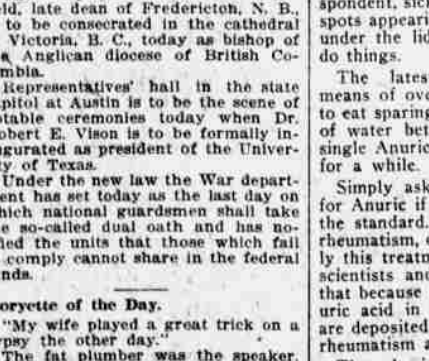 ld, late dean of Fredericton, N. B.,
to be consecrated in the cathedral
Victoria, B. C., today as bishop of
Anglican diocese of British Co-
mbia.
Representatives' hall in the state
pitol at Austin is to be the scene of
table ceremonies today when Dr.
obert E. Vison is to be formally in-
gurated as president of the Univer-
ty of Texas.
Under the new law the War depart-
ent has set today as the last day on
hich national guardsmen shall take
e so-called dual oath and has no-
fied the units that those which fail
comply cannot share in the federal
nds.
oryette of the Day.
"My wife played a great trick on a
ypsy the other day."
The fat plumber was the speaker.
spots appeari
under the lid
do things.
The lates
means of ove
to eat sparing
of water bet
single Anuric
for a while.
Simply ask
for Anuric if
the standard.
rheumatism,
ly this treatm
scientists and
that because
uric acid in
are deposited
rheumatism a